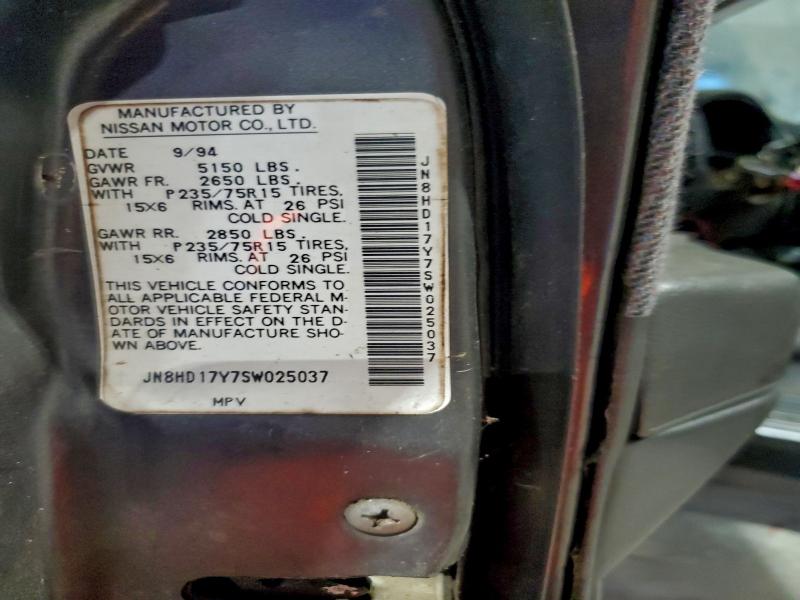 MANUFACTURED BY
NISSAN MOTOR CO., LTD.
DATE 9/94
GVWR 5150 LBS.
GAWR FR. 2650 LBS.
WITH P235/75R15 TIRES.
15X6 RIMS. AT 26 PSI
COLD SINGLE.
GAWR RR. 2850 LBS.
WITH P235/75R15 TIRES,
15X6 RIMS. AT 26 PSI
COLD SINGLE.
THIS VEHICLE CONFORMS TO
ALL APPLICABLE FEDERAL M-
OTOR VEHICLE SAFETY STAN-
DARDS IN EFFECT ON THE D-
ATE OF MANUFACTURE SHO-
WN ABOVE.
JN8HD17Y7SW025037
MPV
JN8HD17Y7SW025037